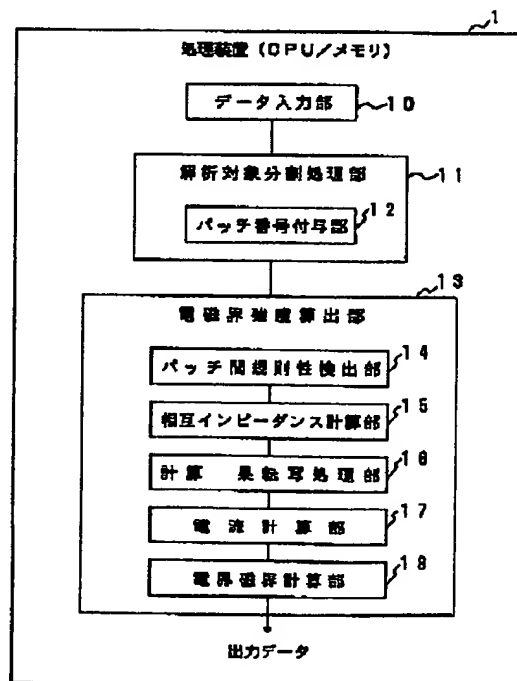 1
処理装置(CPU/メモリ)
データ入力部
10
解析対象分割処理部
11
パッチ番号付与部
12
13
電磁界強度算出部
パッチ間規則性検出部
14
相互インピーダンス計算部
15
計算 果転写処理部
16
電流計算部
17
電界磁界計算部
18
出力データ